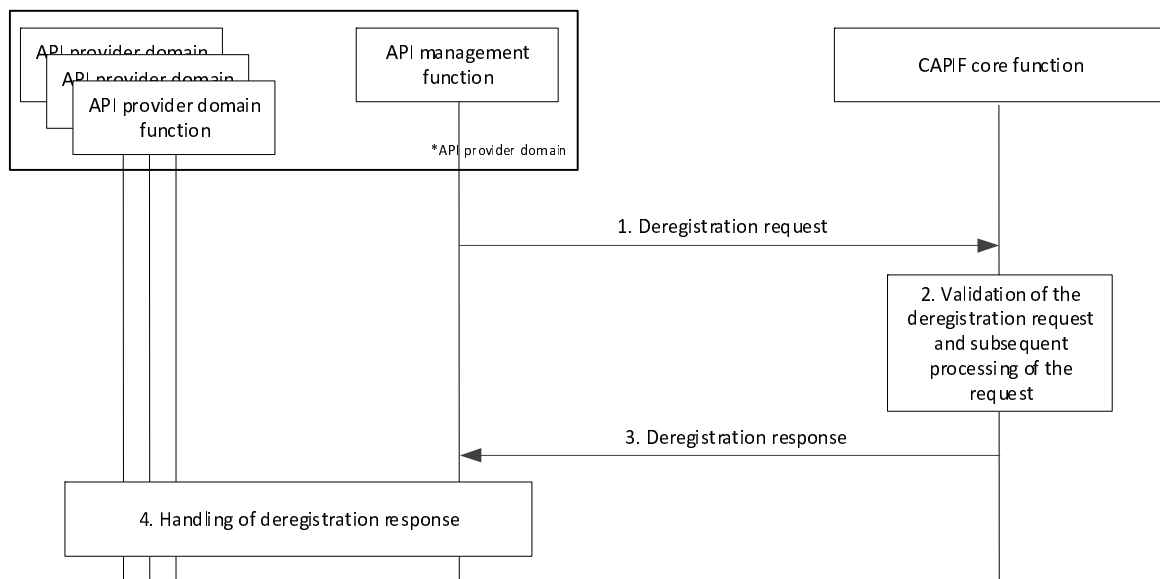 API provider domain
API provider domain
API provider domain
function
API management
function
CAPIF core function
*API provider domain
1. Deregistration request
2. Validation of the
deregistration request
and subsequent
processing of the
request
3. Deregistration response
4. Handling of deregistration response